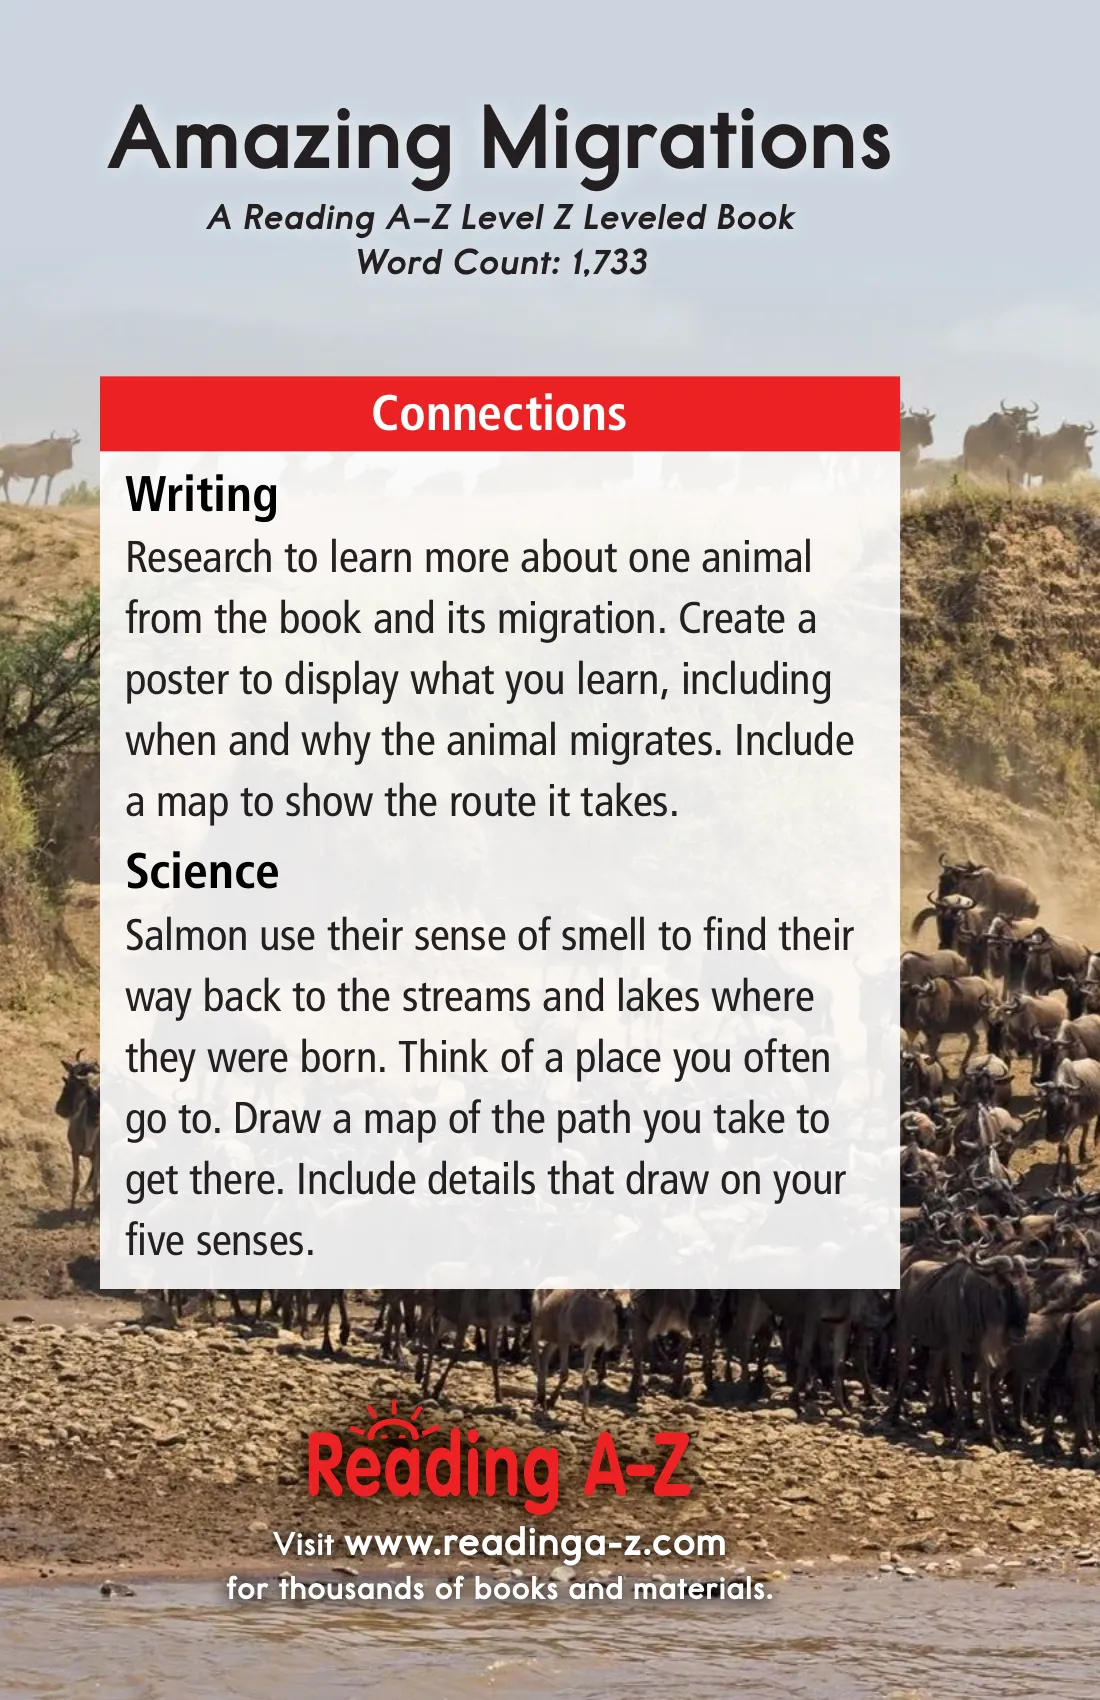 Amazing Migrations
A Reading A–Z Level Z Leveled Book
Word Count: 1,733
Connections
Writing
Research to learn more about one animal
from the book and its migration. Create a
poster to display what you learn, including
when and why the animal migrates. Include
a map to show the route it takes.
Science
Salmon use their sense of smell to find their
way back to the streams and lakes where
they were born. Think of a place you often
go to. Draw a map of the path you take to
get there. Include details that draw on your
five senses.
Reading A-Z
Visit www.readinga-z.com
for thousands of books and materials.